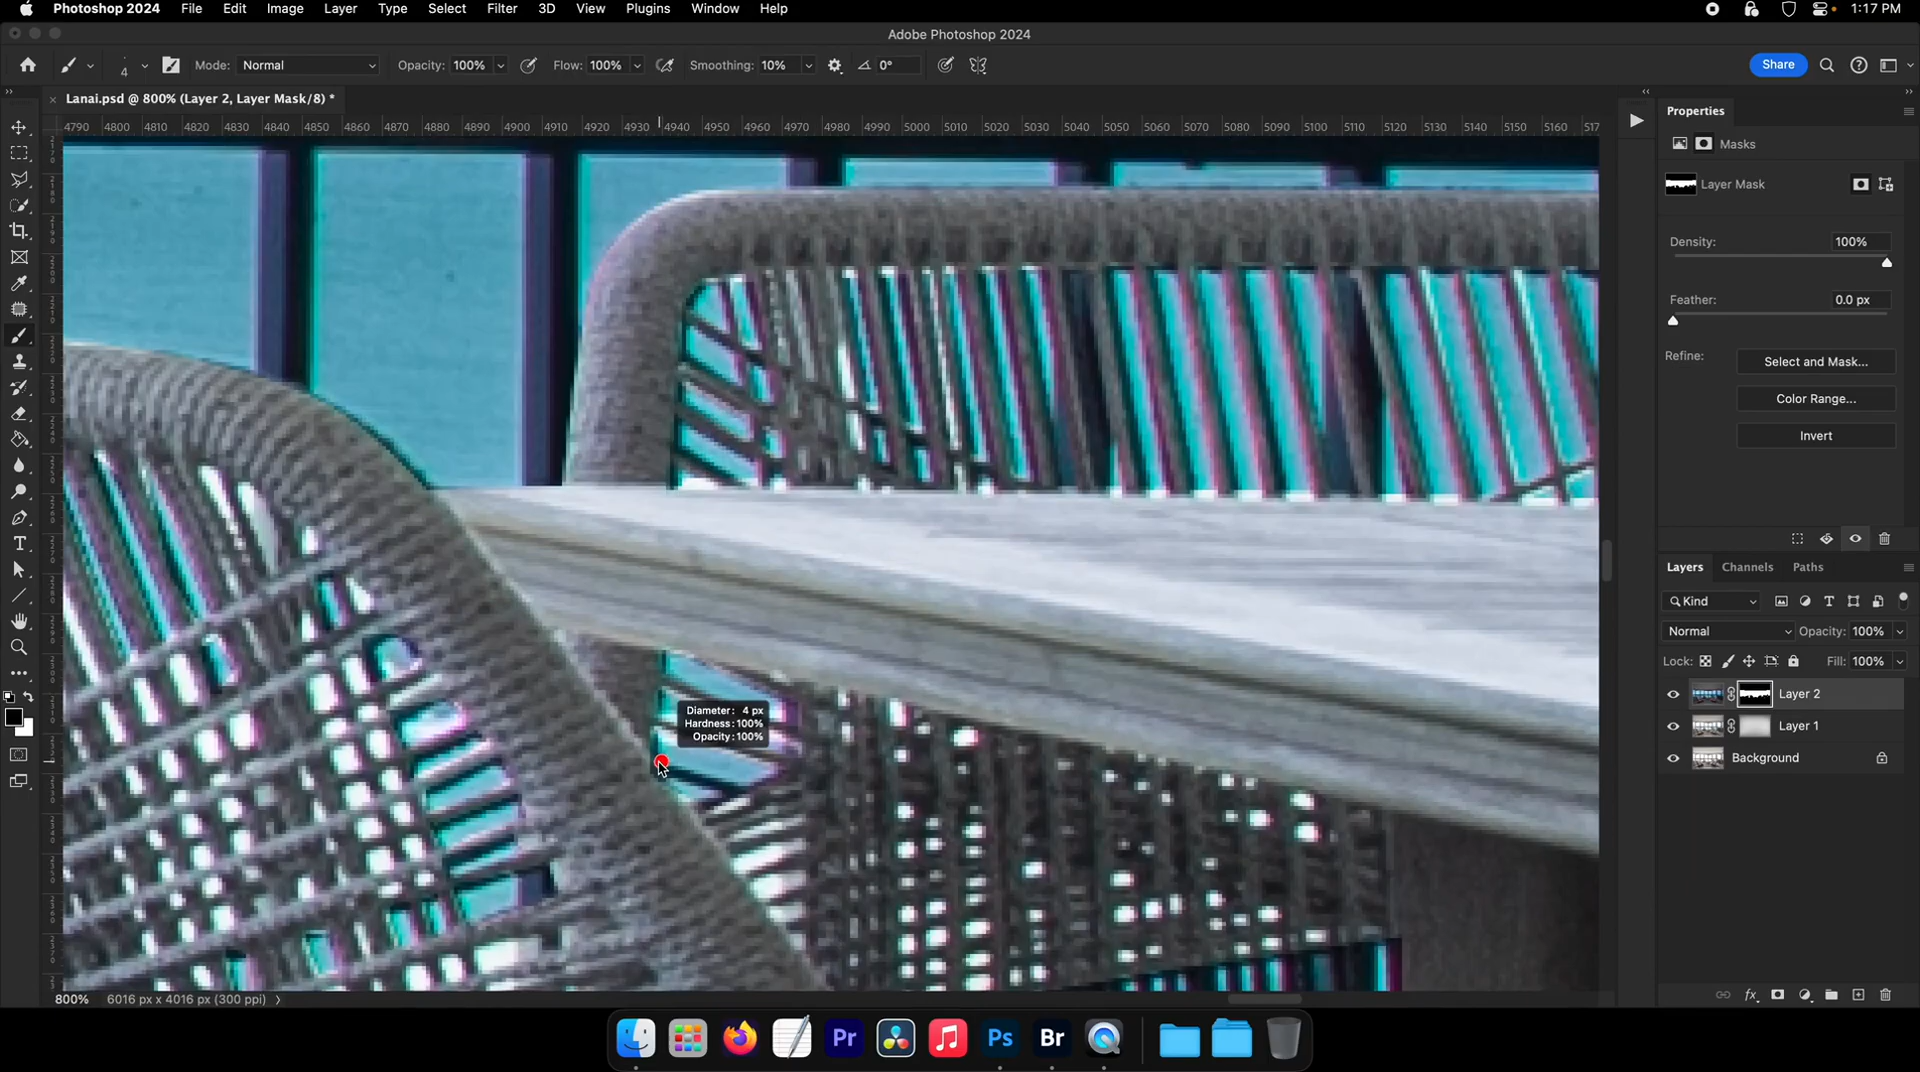 Photoshop 2024 File Edit Image Layer Type Select Filter 3D View Plugins Window Help 1:17 PM
Adobe Photoshop 2024
4 Mode: Normal Opacity: 100% Flow: 100% Smoothing: 10% 0° Share
× Lanai.psd @ 800% (Layer 2, Layer Mask/8) *
4790 4800 4810 4820 4830 4840 4850 4860 4870 4880 4890 4900 4910 4920 4930 4940 4950 4960 4970 4980 4990 5000 5010 5020 5030 5040 5050 5060 5070 5080 5090 5100 5110 5120 5130 5140 5150 5160 517
Properties
Masks
Layer Mask
Density: 100%
Feather: 0.0 px
Refine: Select and Mask...
Color Range...
Invert
Diameter: 4 px
Hardness: 100%
Opacity: 100%
Layers Channels Paths
Kind
Normal Opacity: 100%
Lock: Fill: 100%
Layer 2
Layer 1
Background
fx
800% 6016 px x 4016 px (300 ppi)
Pr Ps Br